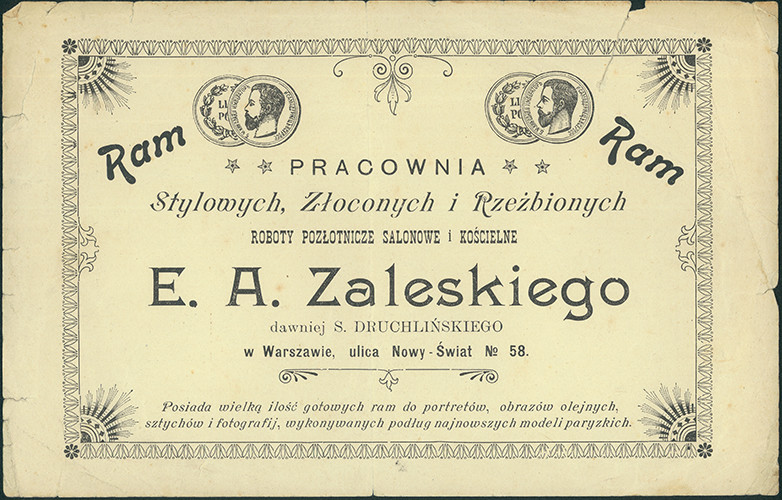 Ram
Ram
PRACOWNIA
Stylowych, Złoconych i Rzeźbionych
ROBOTY POZŁOTNICZE SALONOWE i KOŚCIELNE
E. A. Zaleskiego
dawniej S. DRUCHLIŃSKIEGO
w Warszawie, ulica Nowy-Świat № 58.
Posiada wielką ilość gotowych ram do portretów, obrazów olejnych,
sztychów i fotografij, wykonywanych podług najnowszych modeli paryzkich.